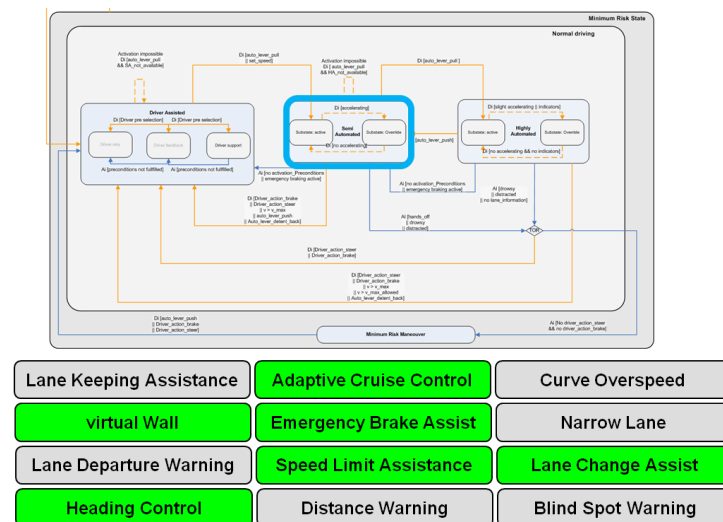 Minimum Risk State
Normal driving
Activation impossible
Di [auto_lever_pull
&& SA_not_available]
Di [auto_lever_pull
|| set_speed]
Activation impossible
Di [ auto_lever_pull
&& HA_not_available]
Di [auto_lever_pull ]
Driver Assisted
Di [Driver pre selection]
Di [Driver pre selection]
Driver only
Driver feedback
Driver support
Ai [preconditions not fulfilled]
Ai [preconditions not fulfilled]
Di [accelerating]
Substate: active
Semi
Automated
Substate: Override
Di [no accelerating]
[auto_lever_push]
Di [slight accelerating || indicators]
Substate: active
Highly
Automated
Substate: Override
Di [no accelerating && no indicators]
Ai [no activation_Preconditions
|| emergency braking active]
Ai [no activation_Preconditions
|| emergency braking active]
Ai [drowsy
|| distracted
|| no lane_information]
Di [Driver_action_brake
|| Driver_action_steer
|| v > v_max
|| auto_lever_push
|| Auto_lever_detent_back]
Ai [hands_off
|| drowsy
|| distracted]
TOR
Di [Driver_action_steer
|| Driver_action_brake]
Di [Driver_action_steer
|| Driver_action_brake
|| v > v_max
|| v > v_max_allowed
|| Auto_lever_detent_back]
Di [auto_lever_push
|| Driver_action_brake
|| Driver_action_steer]
Minimum Risk Maneuver
Ai [No driver_action_steer
&& no driver_action_brake]
Lane Keeping Assistance
Adaptive Cruise Control
Curve Overspeed
virtual Wall
Emergency Brake Assist
Narrow Lane
Lane Departure Warning
Speed Limit Assistance
Lane Change Assist
Heading Control
Distance Warning
Blind Spot Warning